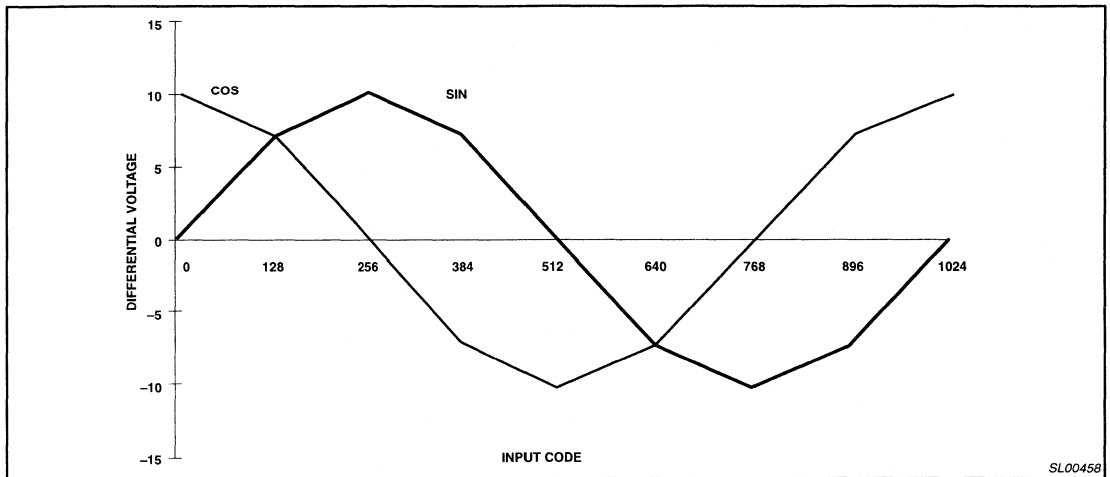 15
10
5
0
–5
–10
–15
DIFFERENTIAL VOLTAGE
COS
SIN
0 128 256 384 512 640 768 896 1024
INPUT CODE
SL00458